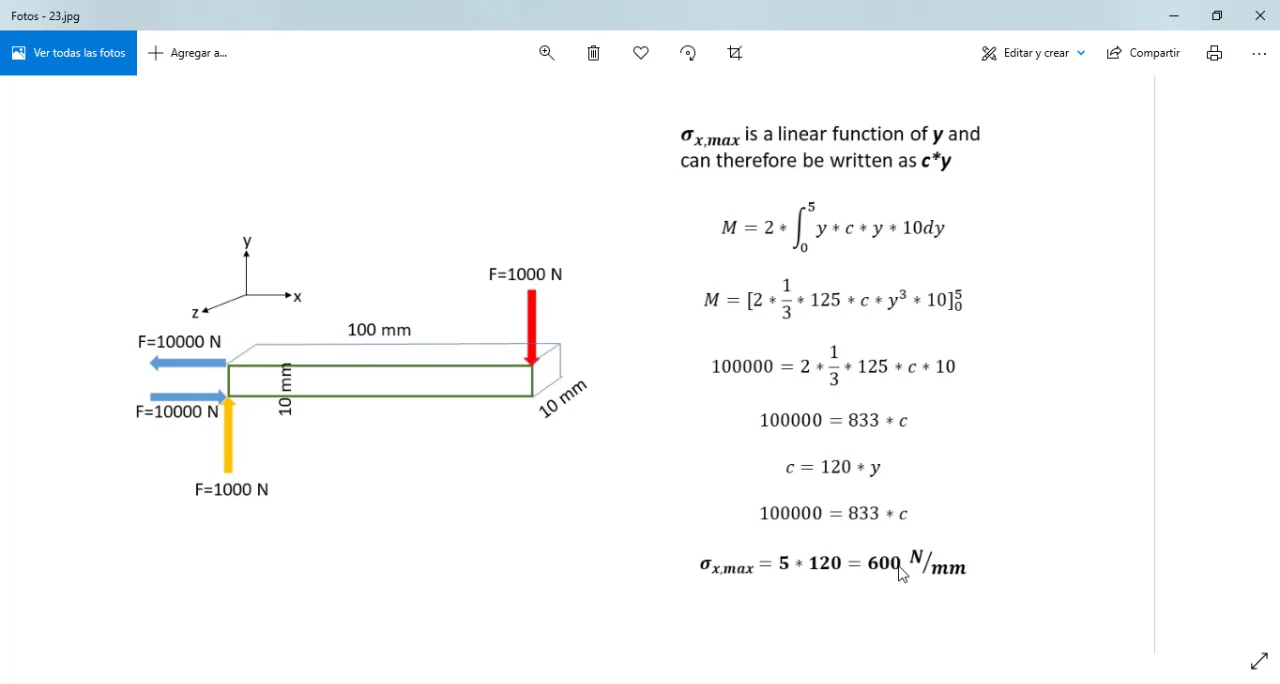 Fotos - 23.jpg
Ver todas las fotos
Agregar a...
Editar y crear
Compartir
σx,max is a linear function of y and
can therefore be written as c*y
M = 2 * ∫₀⁵ y * c * y * 10dy
M = [2 * 1/3 * 125 * c * y³ * 10]₀⁵
100000 = 2 * 1/3 * 125 * c * 10
100000 = 833 * c
c = 120 * y
100000 = 833 * c
σx,max = 5 * 120 = 600 N/mm
y
x
z
F=1000 N
100 mm
F=10000 N
10 mm
10 mm
F=10000 N
F=1000 N